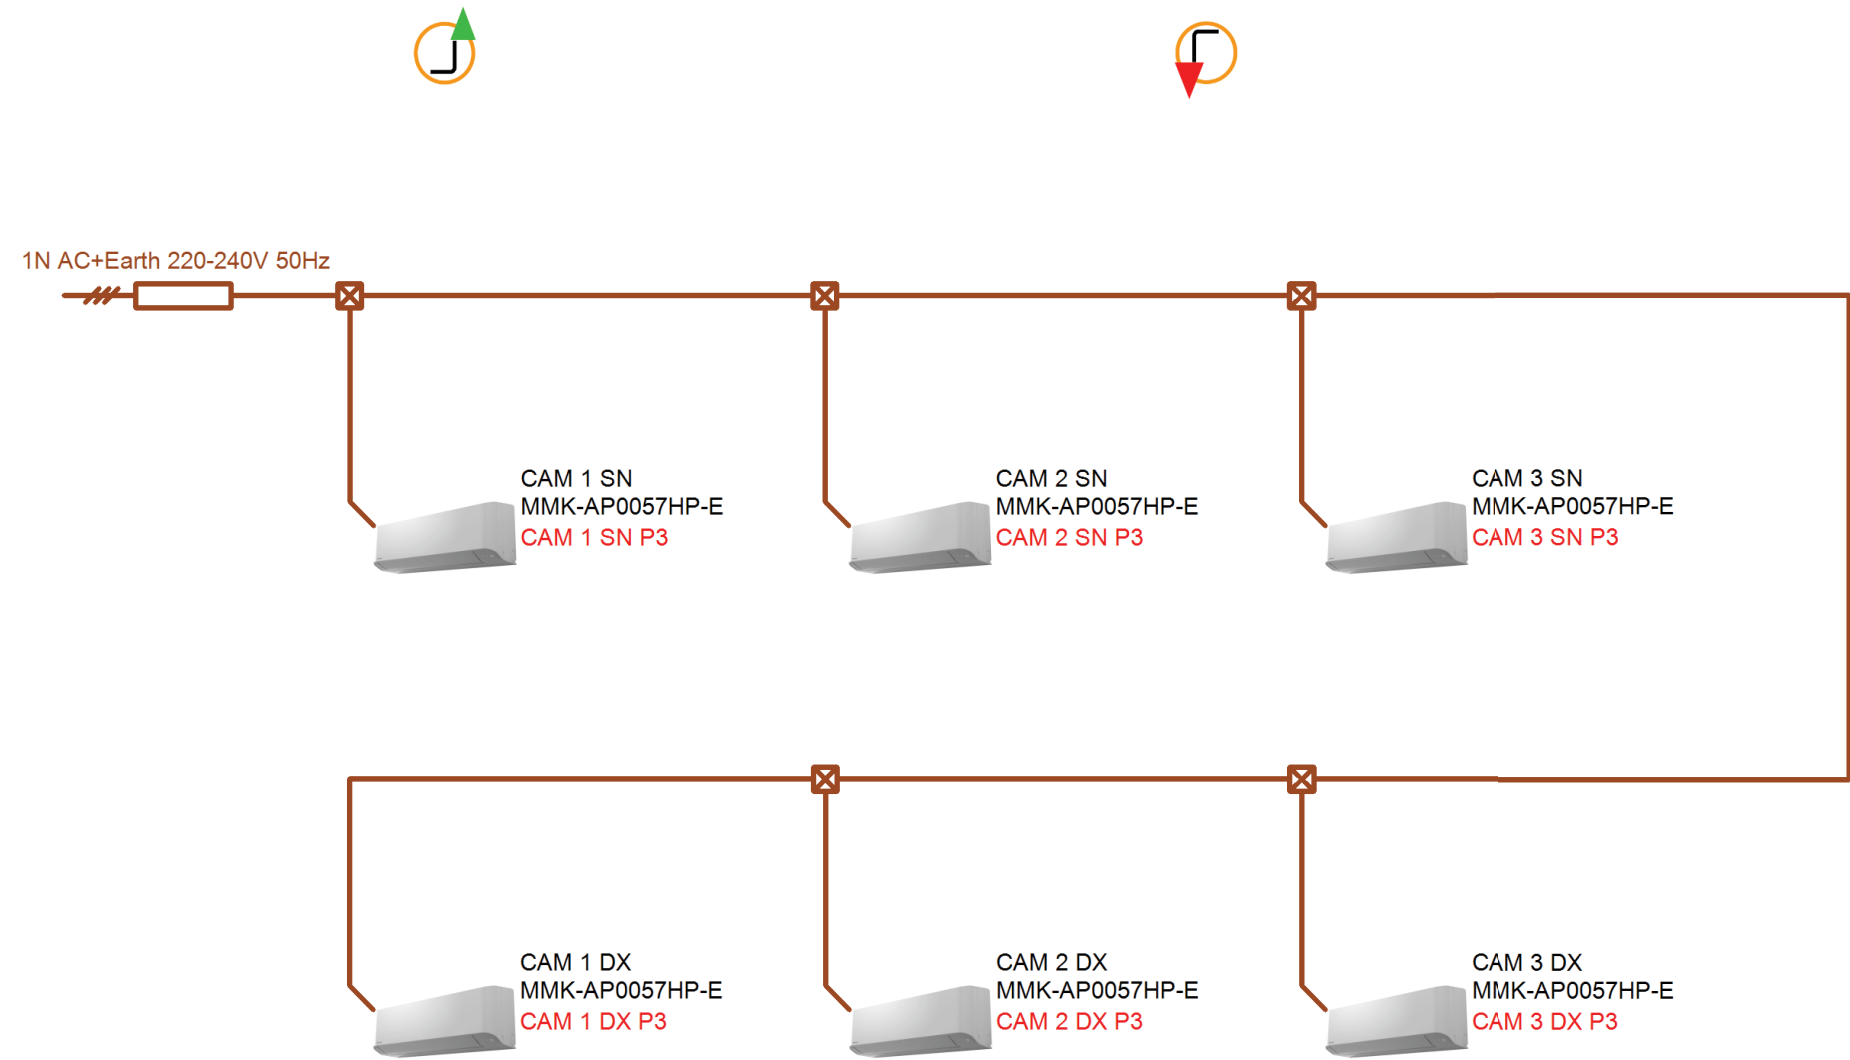 1N AC+Earth 220-240V 50Hz
CAM 1 SN
MMK-AP0057HP-E
CAM 1 SN P3
CAM 2 SN
MMK-AP0057HP-E
CAM 2 SN P3
CAM 3 SN
MMK-AP0057HP-E
CAM 3 SN P3
CAM 1 DX
MMK-AP0057HP-E
CAM 1 DX P3
CAM 2 DX
MMK-AP0057HP-E
CAM 2 DX P3
CAM 3 DX
MMK-AP0057HP-E
CAM 3 DX P3